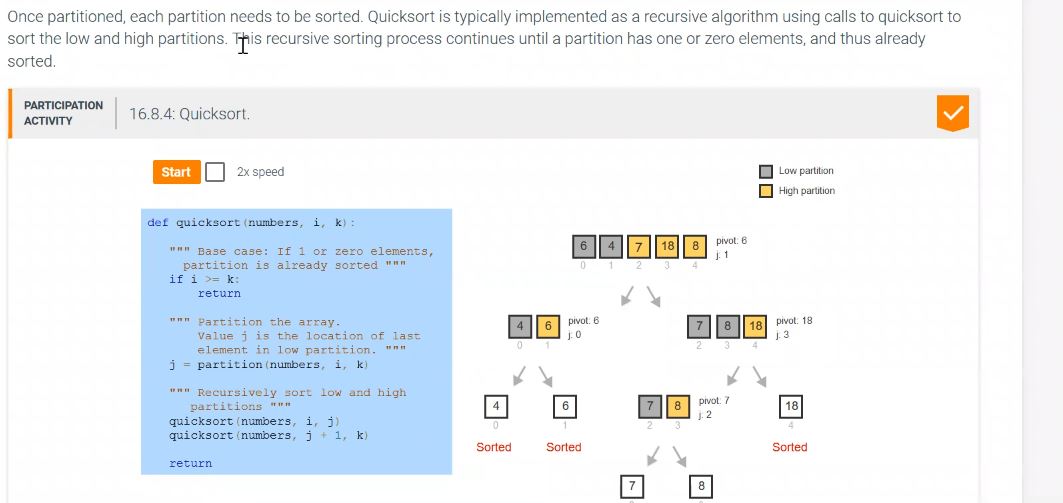 Once partitioned, each partition needs to be sorted. Quicksort is typically implemented as a recursive algorithm using calls to quicksort to
sort the low and high partitions. This recursive sorting process continues until a partition has one or zero elements, and thus already
sorted.
PARTICIPATION
ACTIVITY
16.8.4: Quicksort.
Start
2x speed
Low partition
High partition
def quicksort(numbers, i, k):
""" Base case: If 1 or zero elements,
partition is already sorted """
if i >= k:
return
""" Partition the array.
Value j is the location of last
element in low partition. """
j = partition(numbers, i, k)
""" Recursively sort low and high
partitions """
quicksort(numbers, i, j)
quicksort(numbers, j + 1, k)
return
6 4 7 18 8 pivot: 6
j: 1
0 1 2 3 4
4 6 pivot: 6
j: 0
0 1
7 8 18 pivot: 18
j: 3
2 3 4
4
0
Sorted
6
1
Sorted
7 8 pivot: 7
j: 2
2 3
18
4
Sorted
7
8